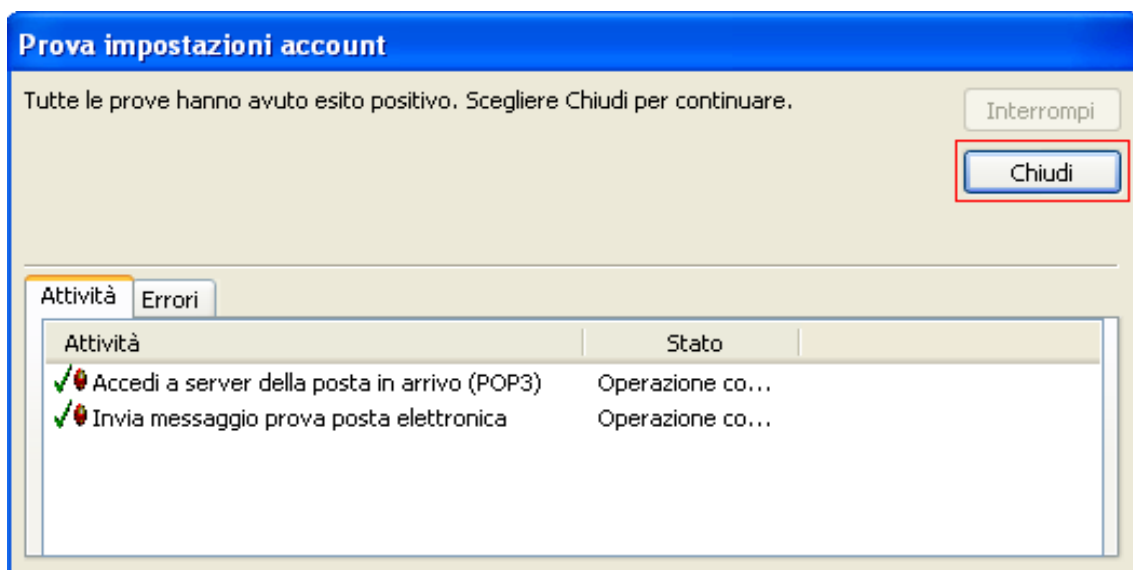 Prova impostazioni account
Tutte le prove hanno avuto esito positivo. Scegliere Chiudi per continuare.
Interrompi
Chiudi
Attività Errori
Attività Stato
Accedi a server della posta in arrivo (POP3) Operazione co...
Invia messaggio prova posta elettronica Operazione co...